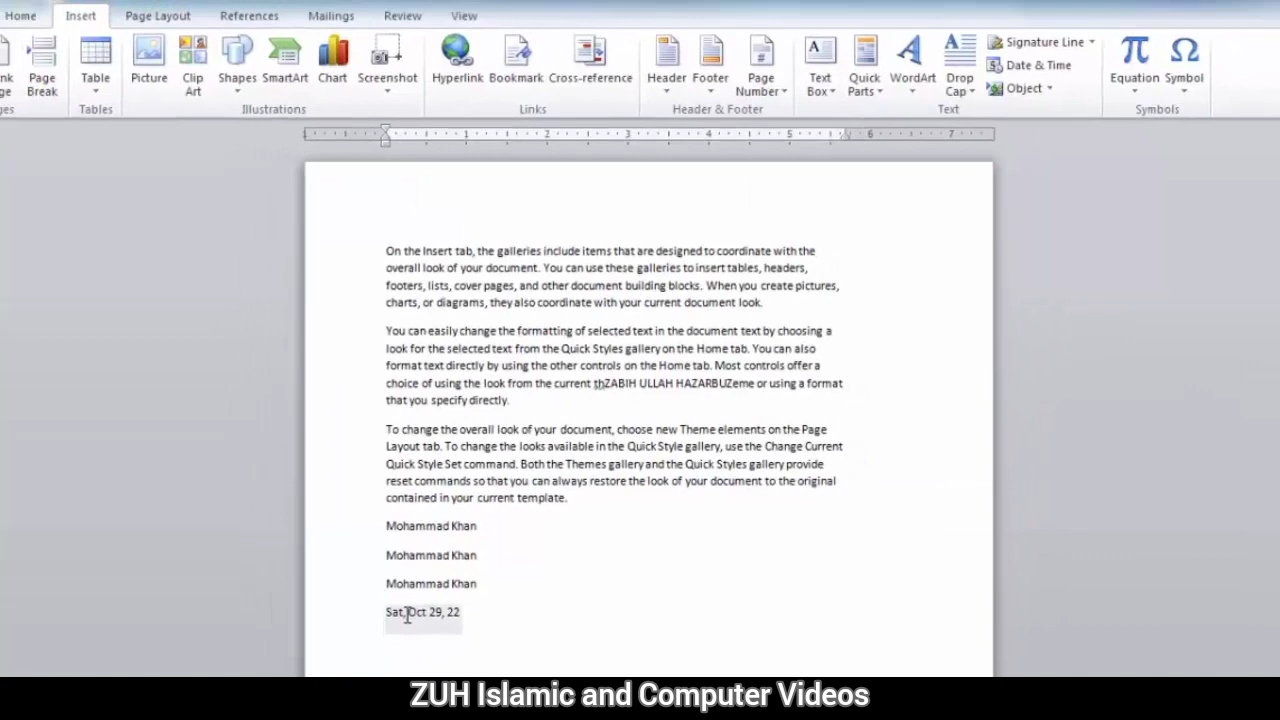 Home Insert Page Layout References Mailings Review View
Page Break
Table
Picture
Clip Art
Shapes
SmartArt
Chart
Screenshot
Hyperlink
Bookmark
Cross-reference
Header
Footer
Page Number
Text Box
Quick Parts
WordArt
Drop Cap
Signature Line
Date & Time
Object
Equation
Symbol
Tables
Illustrations
Links
Header & Footer
Text
Symbols
1 2 3 4 5 6 7
On the Insert tab, the galleries include items that are designed to coordinate with the
overall look of your document. You can use these galleries to insert tables, headers,
footers, lists, cover pages, and other document building blocks. When you create pictures,
charts, or diagrams, they also coordinate with your current document look.
You can easily change the formatting of selected text in the document text by choosing a
look for the selected text from the Quick Styles gallery on the Home tab. You can also
format text directly by using the other controls on the Home tab. Most controls offer a
choice of using the look from the current thZABIH ULLAH HAZARBUZeme or using a format
that you specify directly.
To change the overall look of your document, choose new Theme elements on the Page
Layout tab. To change the looks available in the Quick Style gallery, use the Change Current
Quick Style Set command. Both the Themes gallery and the Quick Styles gallery provide
reset commands so that you can always restore the look of your document to the original
contained in your current template.
Mohammad Khan
Mohammad Khan
Mohammad Khan
Sat, Oct 29, 22
ZUH Islamic and Computer Videos